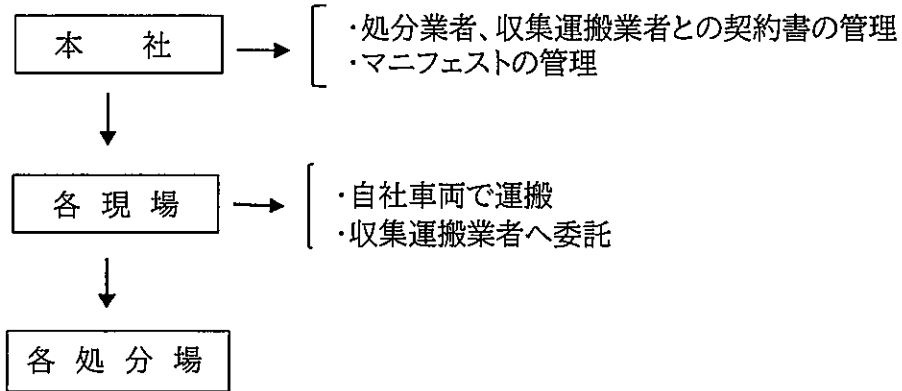 本 社
・処分業者、収集運搬業者との契約書の管理
・マニフェストの管理
各 現 場
・自社車両で運搬
・収集運搬業者へ委託
各 処 分 場